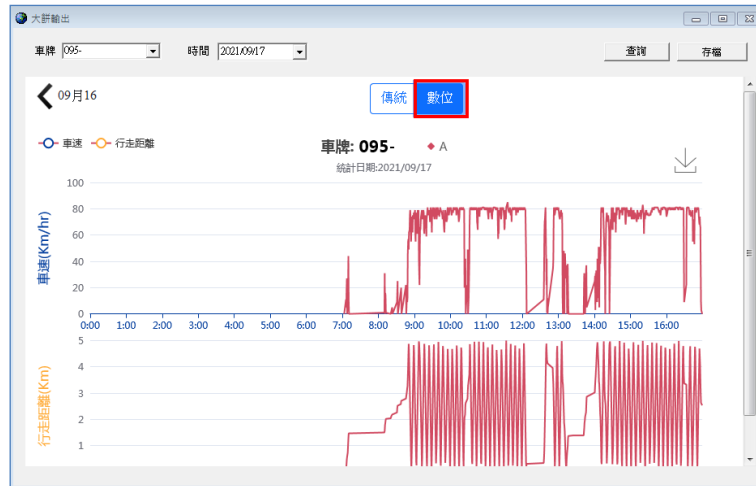 大餅輸出
車牌 095- 時間 2021/09/17 查詢 存檔
09月16 傳統 數位
車速 行走距離 車牌: 095- A
統計日期:2021/09/17
車速(Km/hr)
100
80
60
40
20
0
0:00 1:00 2:00 3:00 4:00 5:00 6:00 7:00 8:00 9:00 10:00 11:00 12:00 13:00 14:00 15:00 16:00
行走距離(Km)
5
4
3
2
1